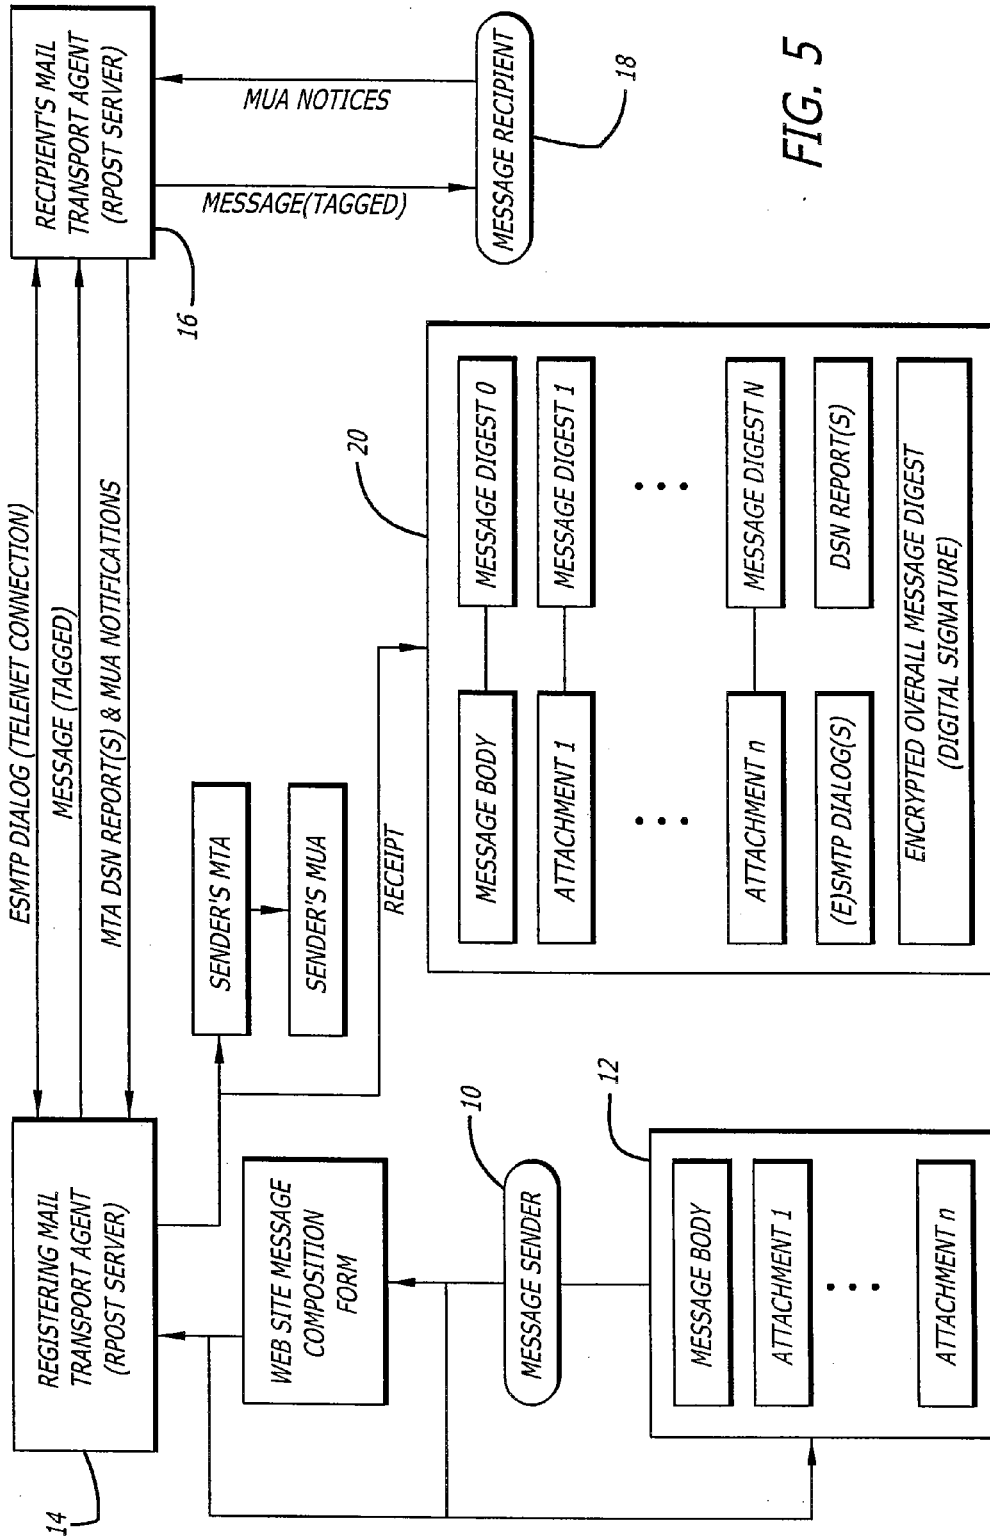 REGISTERING MAIL
TRANSPORT AGENT
(RPOST SERVER)
14
ESMTP DIALOG (TELENET CONNECTION)
MESSAGE (TAGGED)
MTA DSN REPORT(S) & MUA NOTIFICATIONS
RECIPIENT'S MAIL
TRANSPORT AGENT
(RPOST SERVER)
16
MESSAGE(TAGGED)
MUA NOTICES
MESSAGE RECIPIENT
18
WEB SITE MESSAGE
COMPOSITION
FORM
SENDER'S MTA
SENDER'S MUA
RECEIPT
MESSAGE SENDER
10
12
MESSAGE BODY
ATTACHMENT 1
• • •
ATTACHMENT n
20
MESSAGE BODY
MESSAGE DIGEST 0
ATTACHMENT 1
MESSAGE DIGEST 1
• • •
• • •
ATTACHMENT n
MESSAGE DIGEST N
(E)SMTP DIALOG(S)
DSN REPORT(S)
ENCRYPTED OVERALL MESSAGE DIGEST
(DIGITAL SIGNATURE)
FIG. 5